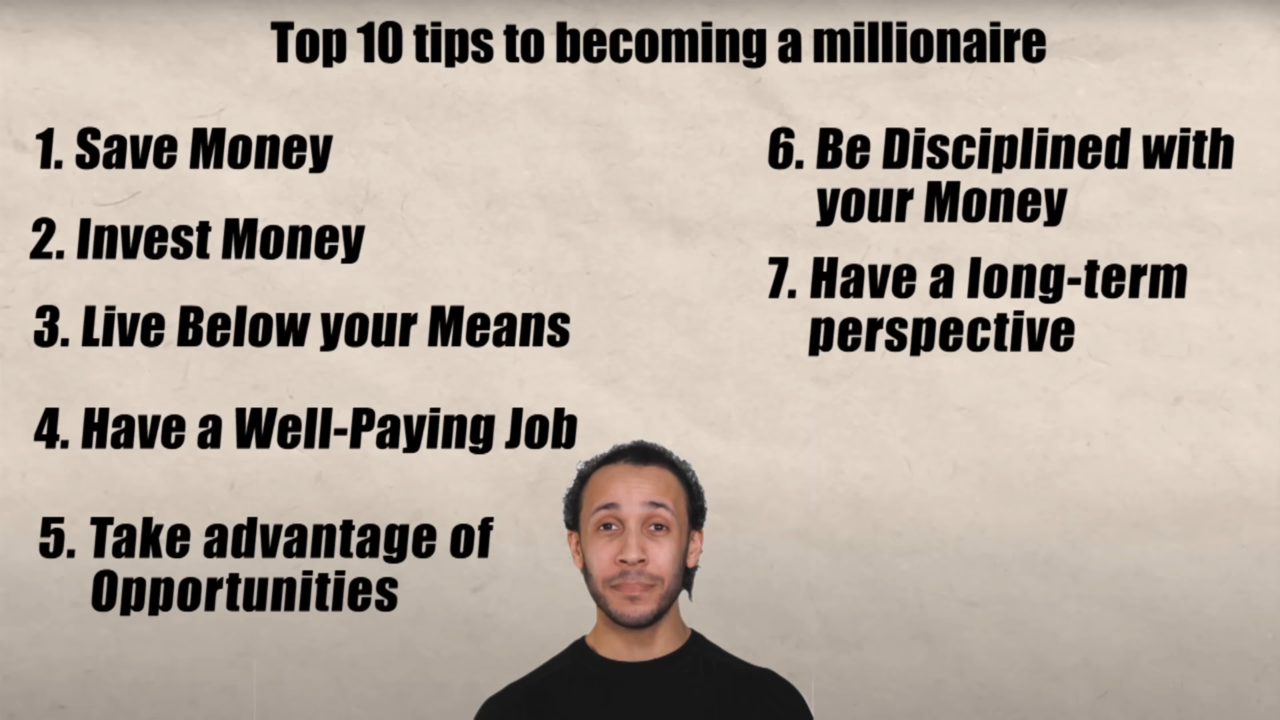 Top 10 tips to becoming a millionaire
1. Save Money
2. Invest Money
3. Live Below your Means
4. Have a Well-Paying Job
5. Take advantage of
Opportunities
6. Be Disciplined with
your Money
7. Have a long-term
perspective